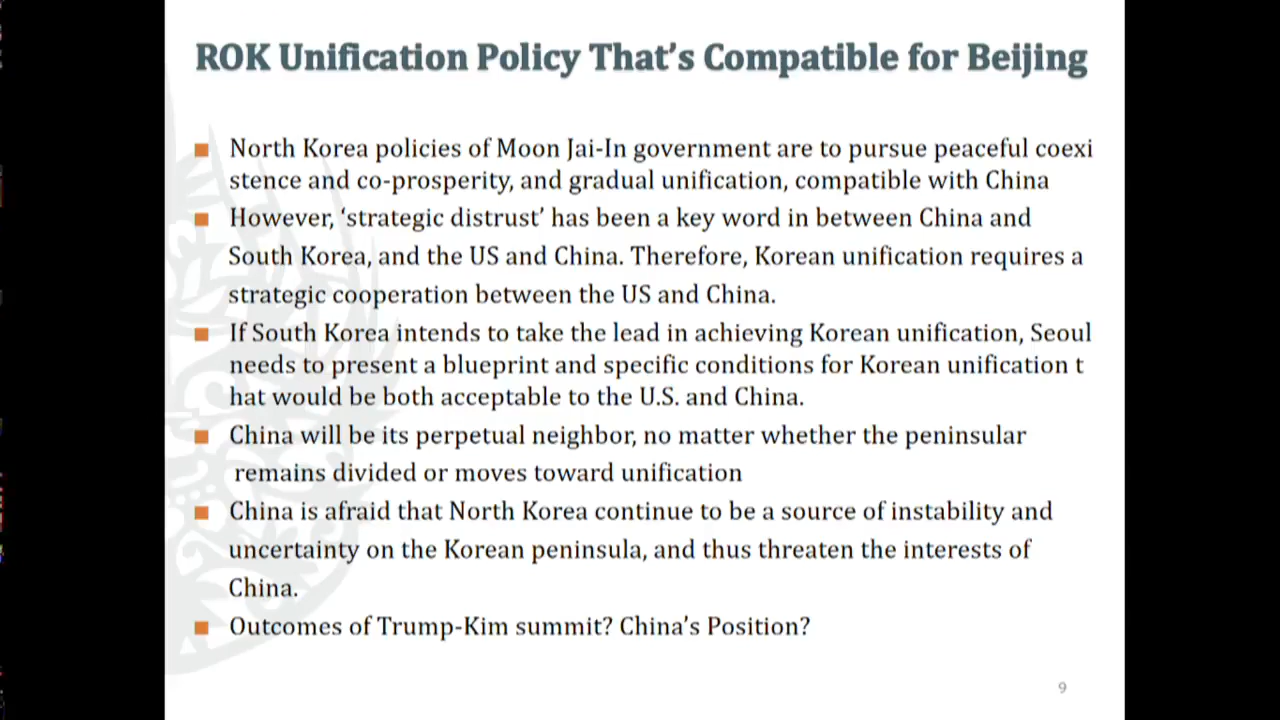 ROK Unification Policy That's Compatible for Beijing
North Korea policies of Moon Jai-In government are to pursue peaceful coexi
stence and co-prosperity, and gradual unification, compatible with China
However, ‘strategic distrust’ has been a key word in between China and
South Korea, and the US and China. Therefore, Korean unification requires a
strategic cooperation between the US and China.
If South Korea intends to take the lead in achieving Korean unification, Seoul
needs to present a blueprint and specific conditions for Korean unification t
hat would be both acceptable to the U.S. and China.
China will be its perpetual neighbor, no matter whether the peninsular
remains divided or moves toward unification
China is afraid that North Korea continue to be a source of instability and
uncertainty on the Korean peninsula, and thus threaten the interests of
China.
Outcomes of Trump-Kim summit? China's Position?
9